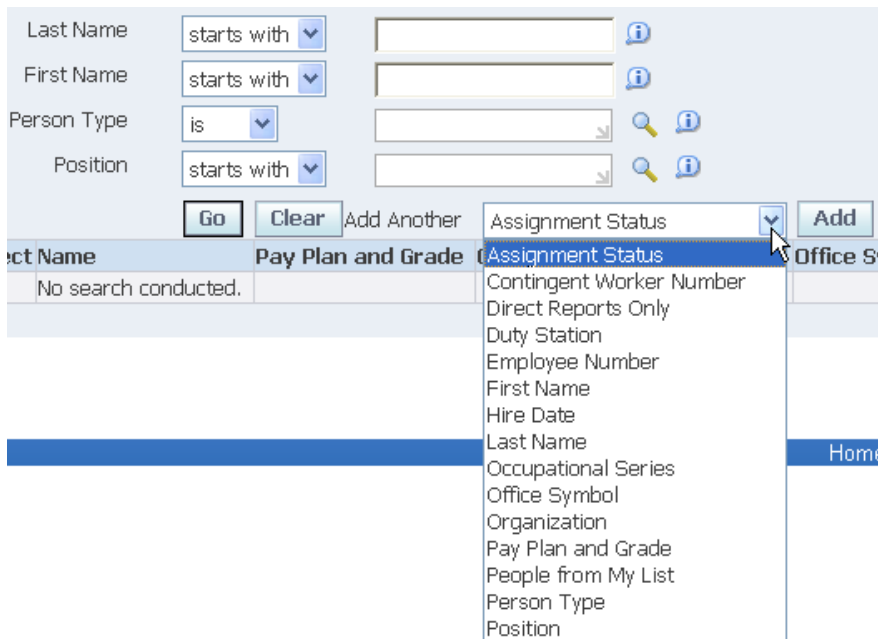 Last Name starts with
First Name starts with
Person Type is
Position starts with
Go Clear Add Another Assignment Status Add
Name Pay Plan and Grade Office
No search conducted.
Assignment Status
Contingent Worker Number
Direct Reports Only
Duty Station
Employee Number
First Name
Hire Date
Last Name
Home
Occupational Series
Office Symbol
Organization
Pay Plan and Grade
People from My List
Person Type
Position